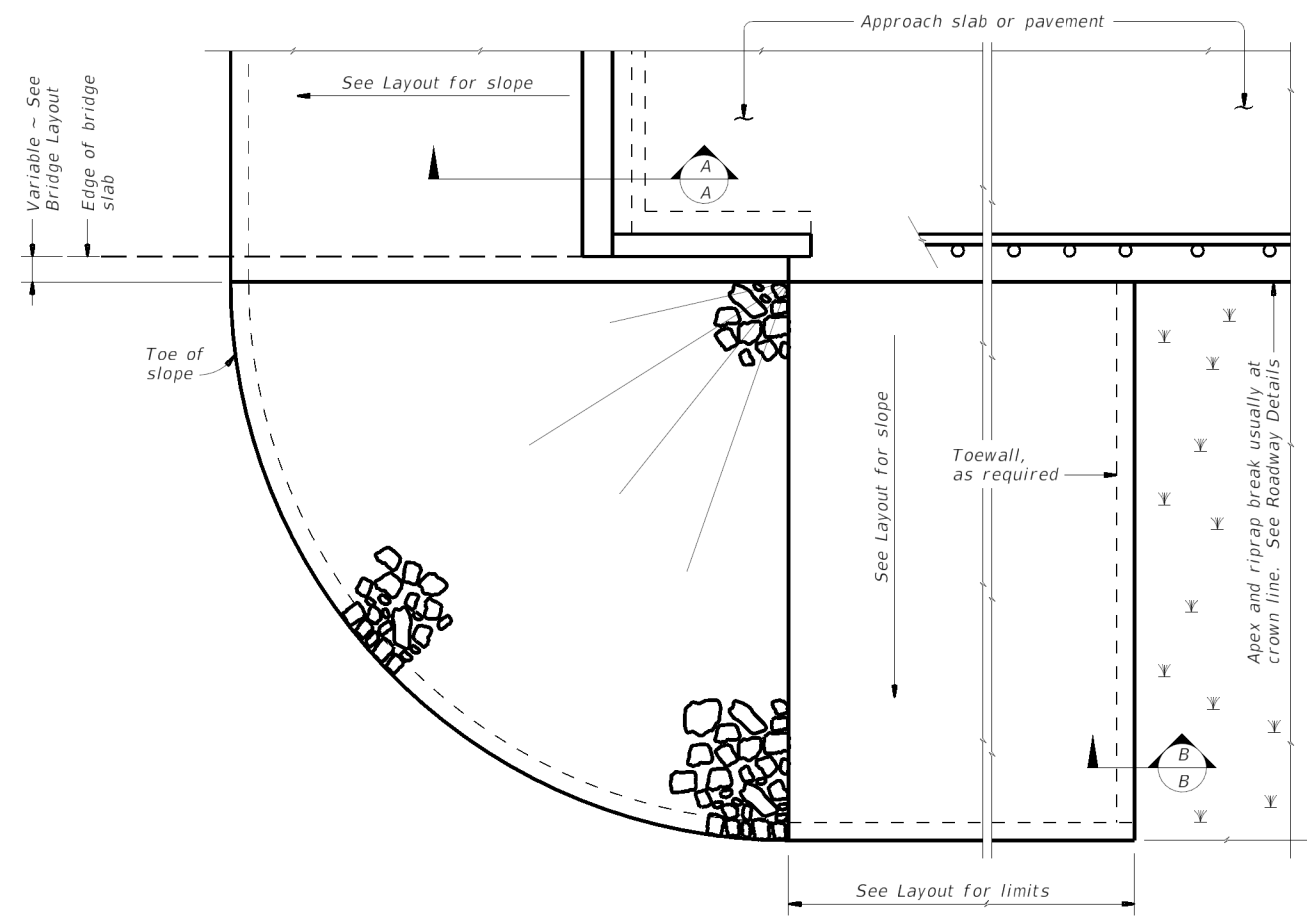 Approach slab or pavement
See Layout for slope
Variable ~ See
Bridge Layout
Edge of bridge
slab
A
A
Toe of
slope
See Layout for slope
Toewall,
as required
Apex and riprap break usually at
crown line. See Roadway Details
B
B
See Layout for limits